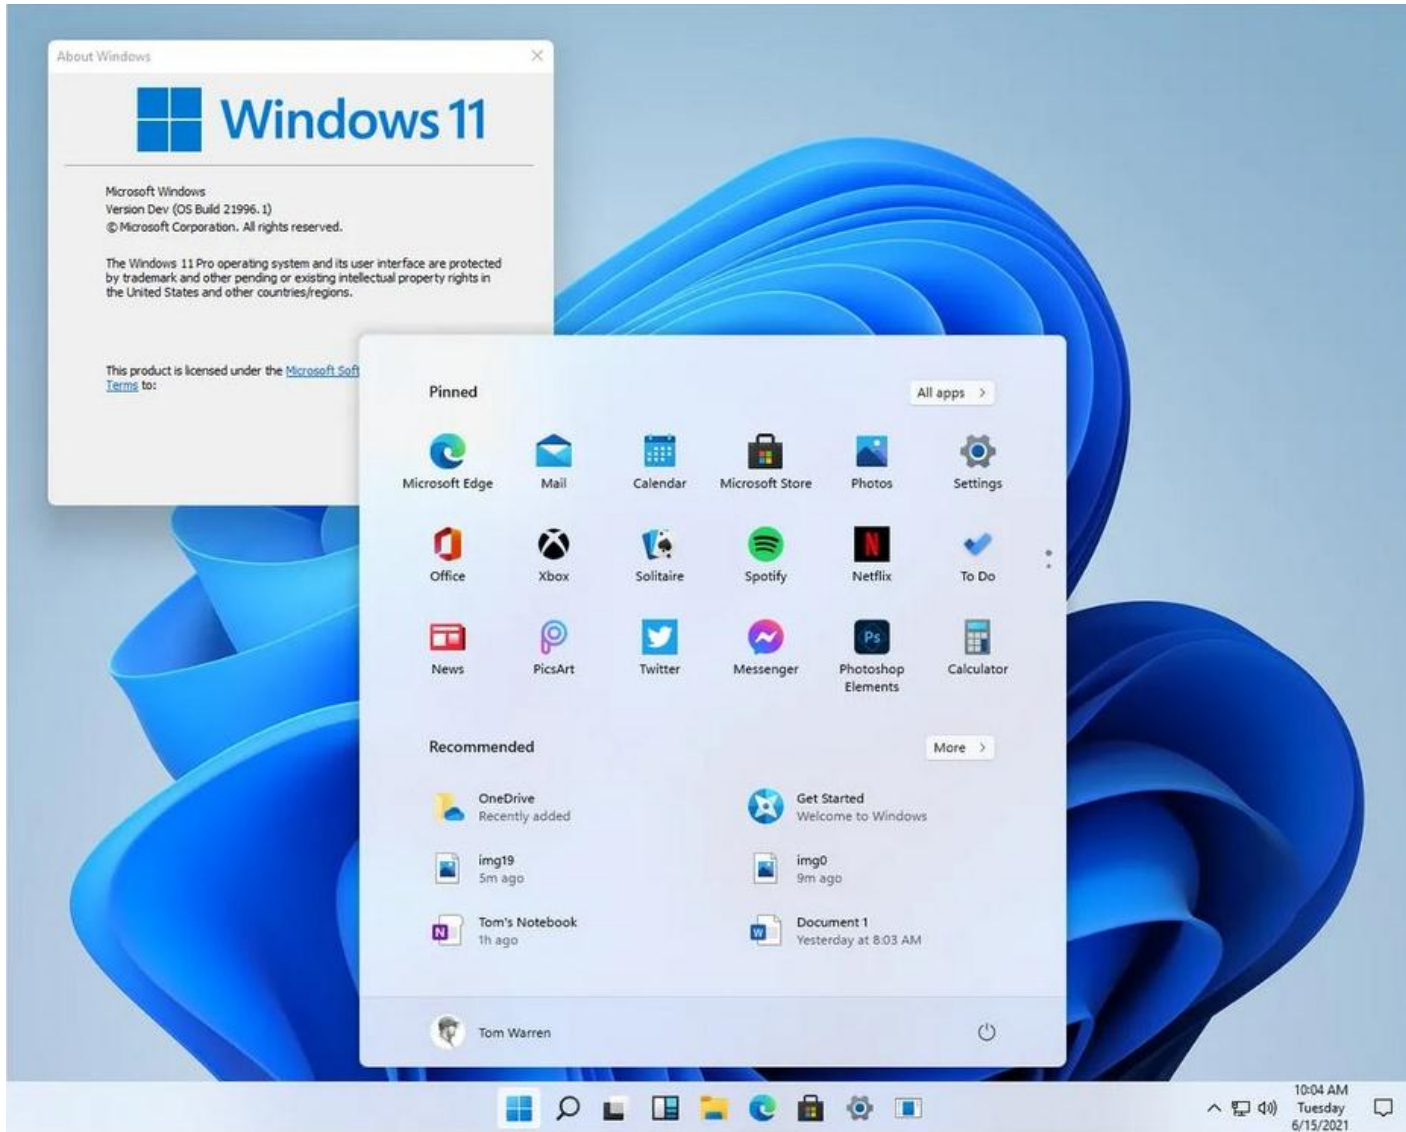 About Windows
Windows 11
Microsoft Windows
Version Dev (OS Build 21996.1)
© Microsoft Corporation. All rights reserved.
The Windows 11 Pro operating system and its user interface are protected
by trademark and other pending or existing intellectual property rights in
the United States and other countries/regions.
This product is licensed under the Microsoft Soft
Terms to:
Pinned
All apps
Microsoft Edge
Mail
Calendar
Microsoft Store
Photos
Settings
Office
Xbox
Solitaire
Spotify
N
Netflix
To Do
News
PicsArt
Twitter
Messenger
Ps
Photoshop
Elements
Calculator
Recommended
More
OneDrive
Recently added
Get Started
Welcome to Windows
img19
5m ago
img0
9m ago
N
Tom's Notebook
1h ago
W
Document 1
Yesterday at 8:03 AM
Tom Warren
10:04 AM
Tuesday
6/15/2021